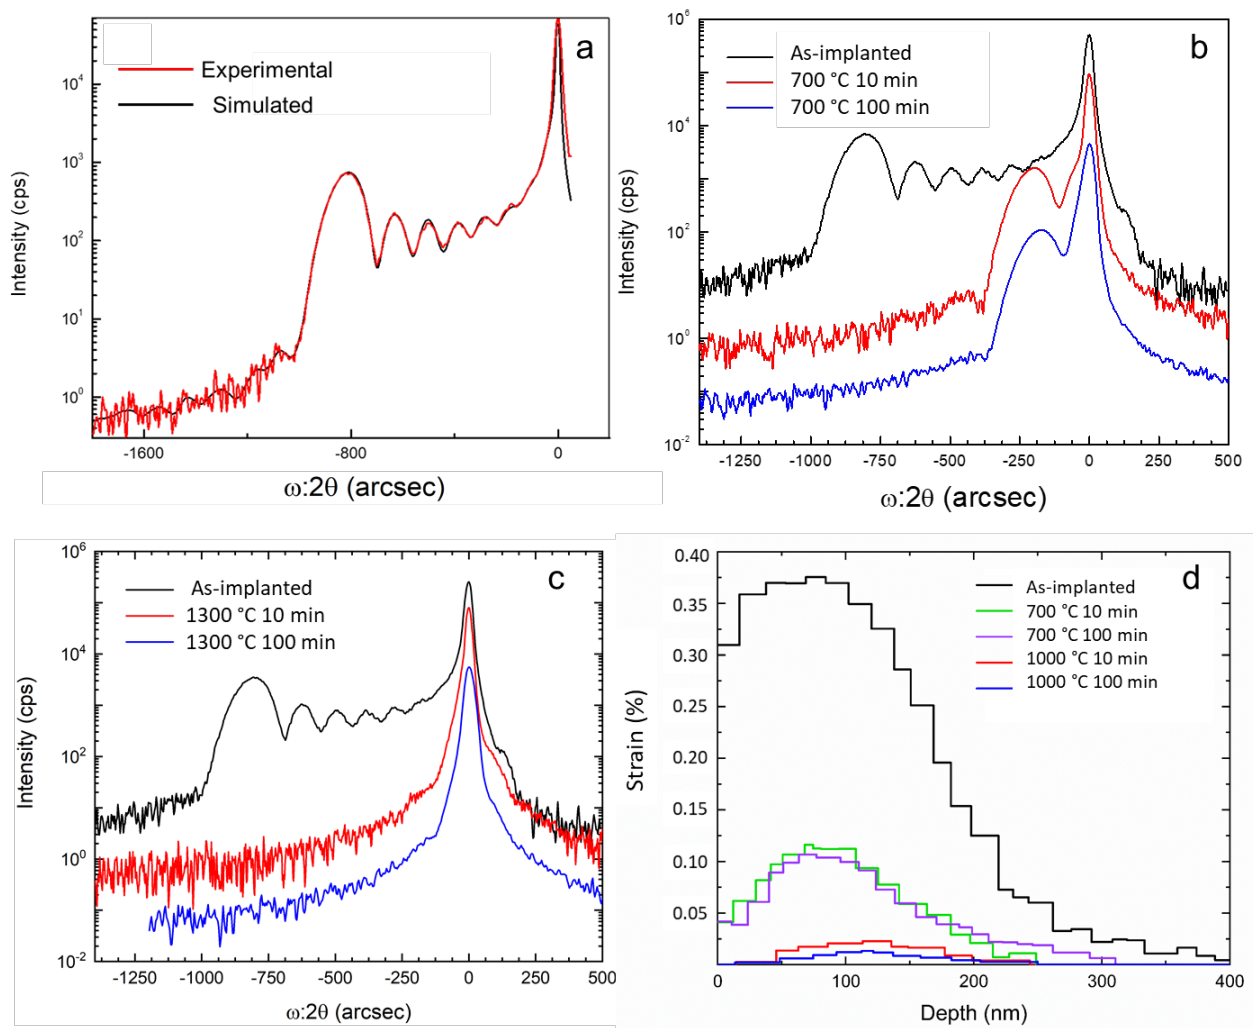 a
Experimental
Simulated
10^4
10^3
10^2
10^1
10^0
Intensity (cps)
-1600
-800
0
ω:2θ (arcsec)
b
As-implanted
700 °C 10 min
700 °C 100 min
10^6
10^4
10^2
10^0
10^-2
Intensity (cps)
-1250
-1000
-750
-500
-250
0
250
500
ω:2θ (arcsec)
c
As-implanted
1300 °C 10 min
1300 °C 100 min
10^6
10^4
10^2
10^0
10^-2
Intensity (cps)
-1250
-1000
-750
-500
-250
0
250
500
ω:2θ (arcsec)
d
As-implanted
700 °C 10 min
700 °C 100 min
1000 °C 10 min
1000 °C 100 min
0.40
0.35
0.30
0.25
0.20
0.15
0.10
0.05
Strain (%)
0
100
200
300
400
Depth (nm)